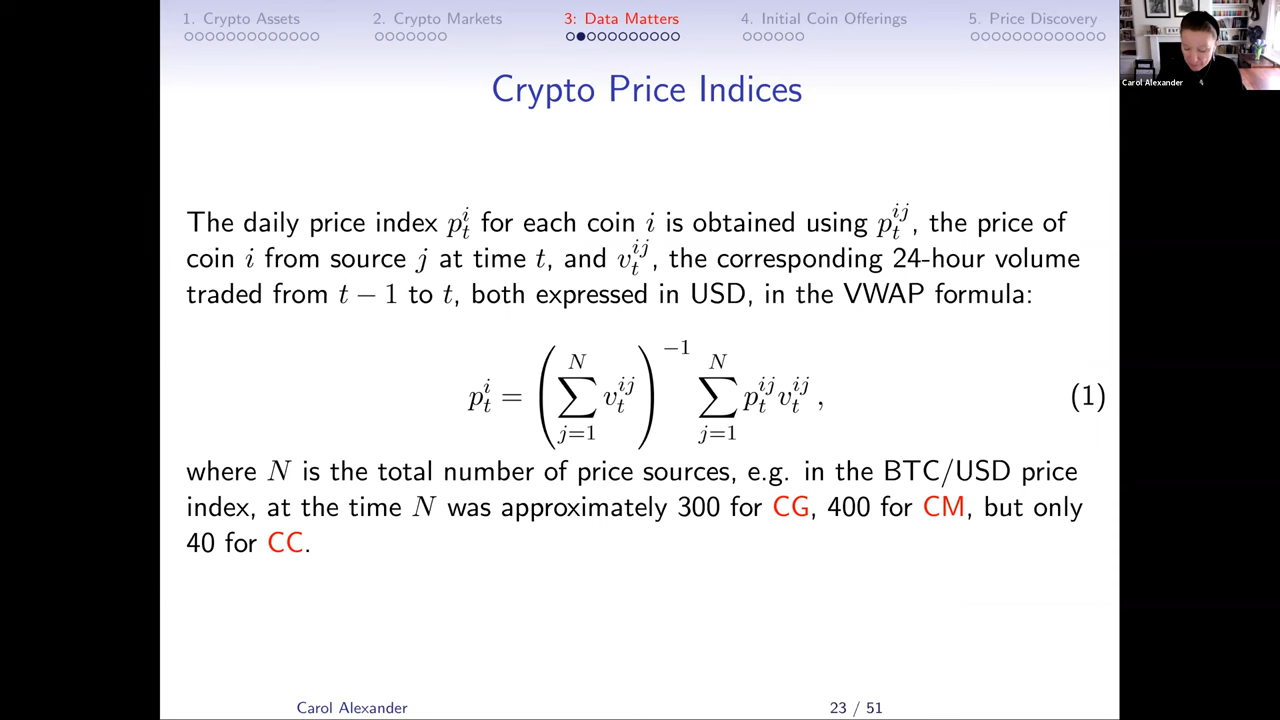 1. Crypto Assets 2. Crypto Markets 3: Data Matters 4. Initial Coin Offerings 5. Price Discovery
Carol Alexander
Crypto Price Indices
The daily price index $p_t^i$ for each coin $i$ is obtained using $p_t^{ij}$, the price of
coin $i$ from source $j$ at time $t$, and $v_t^{ij}$, the corresponding 24-hour volume
traded from $t-1$ to $t$, both expressed in USD, in the VWAP formula:
$p_t^i = \left( \sum_{j=1}^{N} v_t^{ij} \right)^{-1} \sum_{j=1}^{N} p_t^{ij} v_t^{ij} ,$ (1)
where $N$ is the total number of price sources, e.g. in the BTC/USD price
index, at the time $N$ was approximately 300 for CG, 400 for CM, but only
40 for CC.
Carol Alexander 23 / 51